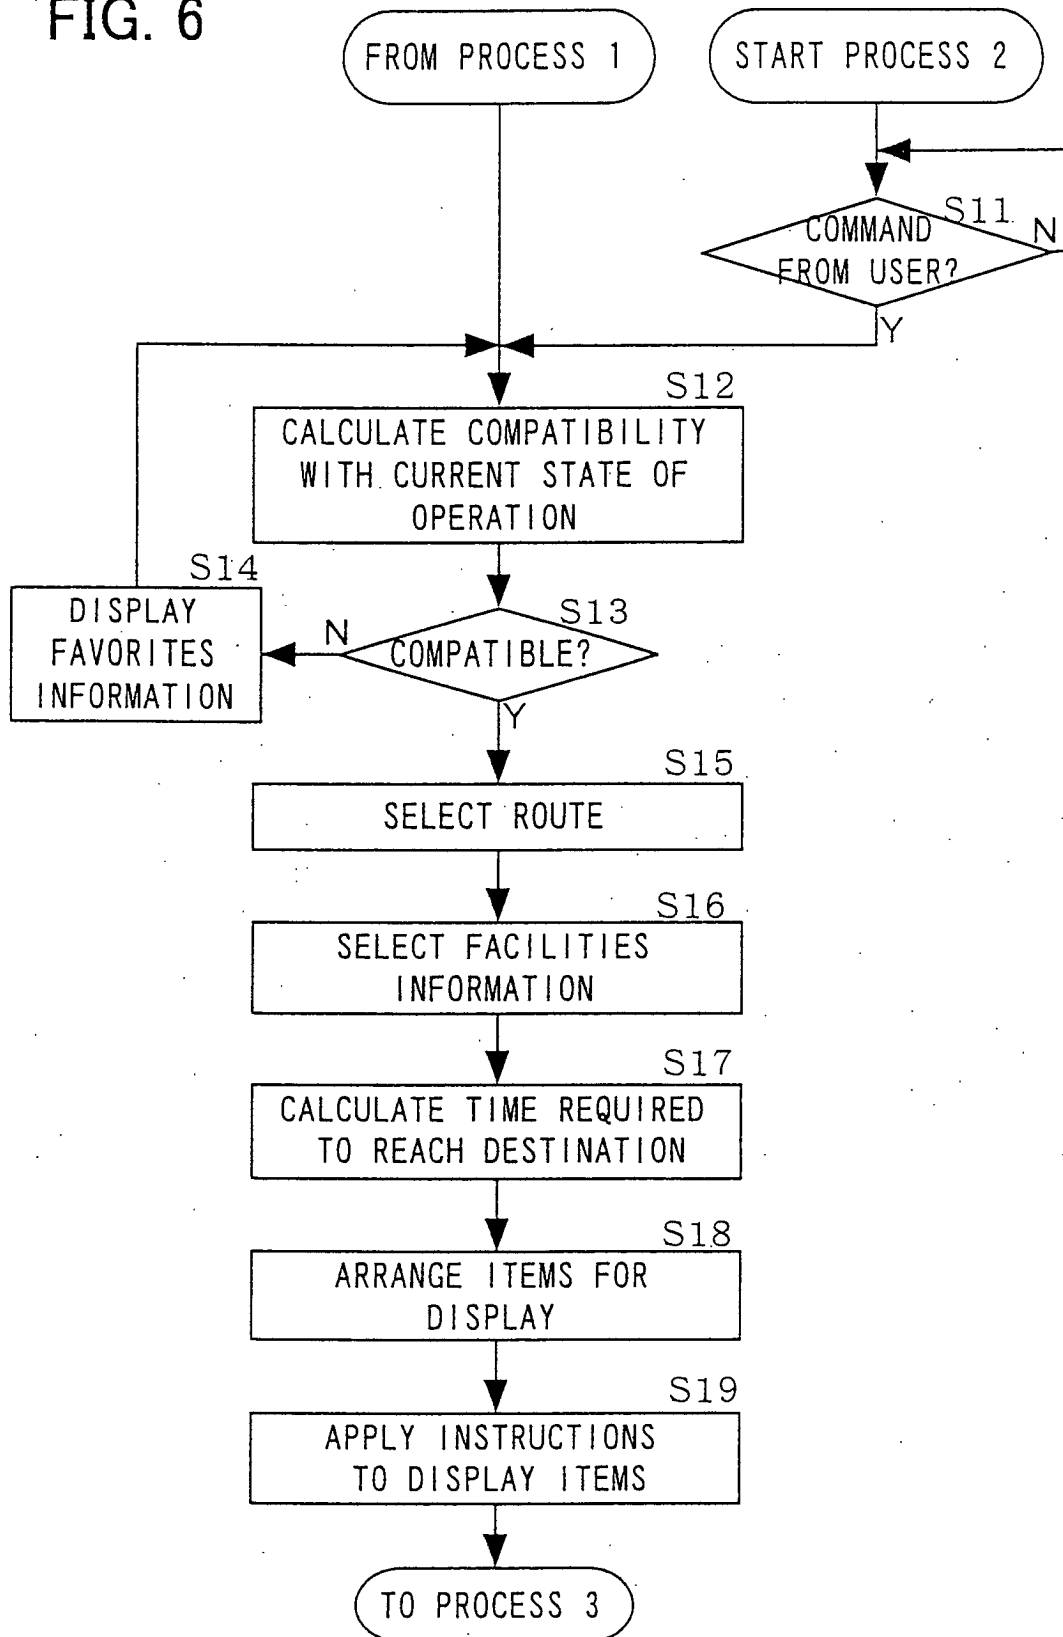 FIG. 6
FROM PROCESS 1
START PROCESS 2
S11
COMMAND
FROM USER?
N
Y
S12
CALCULATE COMPATIBILITY
WITH CURRENT STATE OF
OPERATION
S14
DISPLAY
FAVORITES
INFORMATION
N
S13
COMPATIBLE?
Y
S15
SELECT ROUTE
S16
SELECT FACILITIES
INFORMATION
S17
CALCULATE TIME REQUIRED
TO REACH DESTINATION
S18
ARRANGE ITEMS FOR
DISPLAY
S19
APPLY INSTRUCTIONS
TO DISPLAY ITEMS
TO PROCESS 3